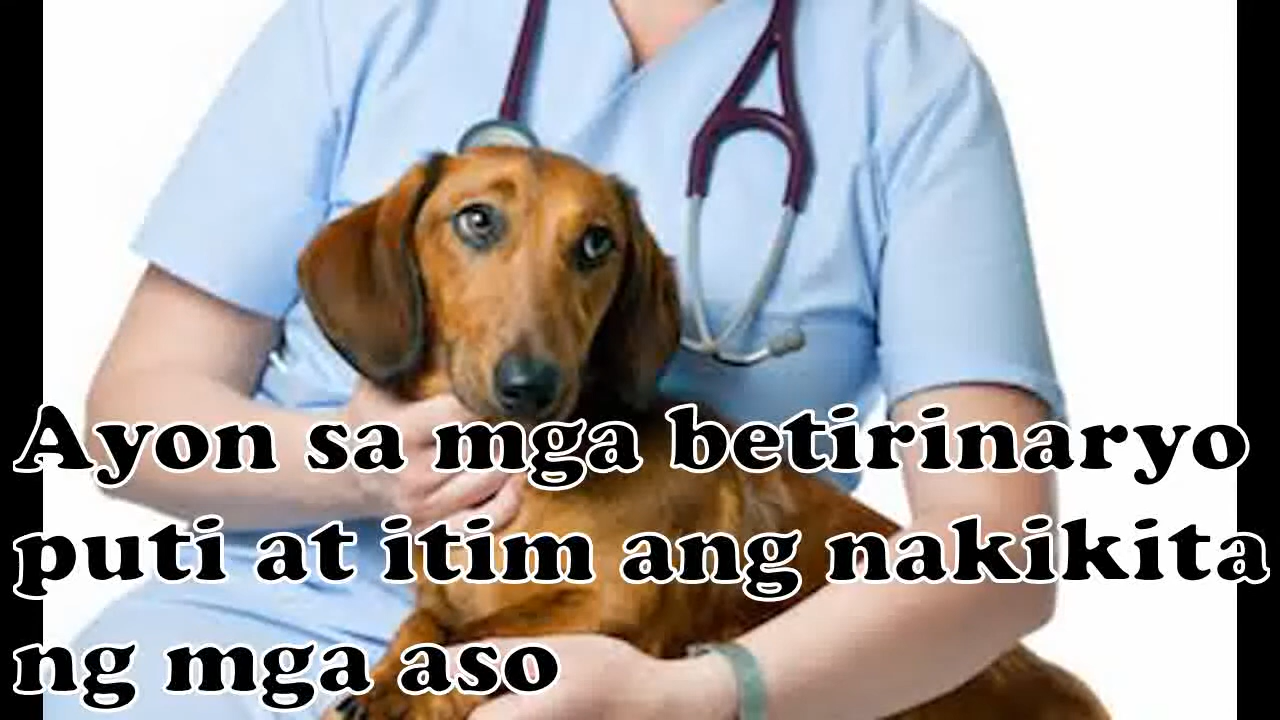 Ayon sa mga betirinaryo
puti at itim ang nakikita
ng mga aso